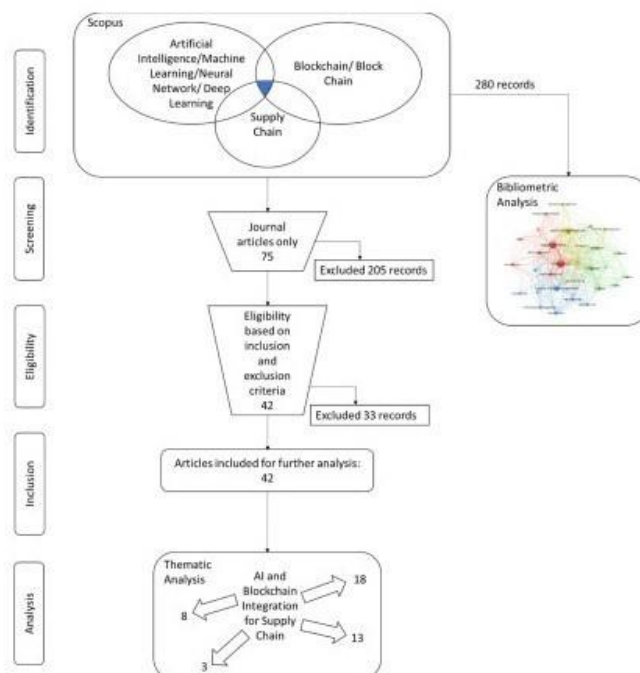 Identification
Scopus
Artificial
Intelligence/Machine
Learning/Neural
Network/ Deep
Learning
Blockchain/ Block
Chain
Supply
Chain
280 records
Bibliometric
Analysis
Screening
Journal
articles only
75
Excluded 205 records
Eligibility
Eligibility
based on
inclusion
and
exclusion
criteria
42
Excluded 33 records
Inclusion
Articles included for further analysis:
42
Analysis
Thematic
Analysis
AI and
Blockchain
Integration
for Supply
Chain
18
8
13
3